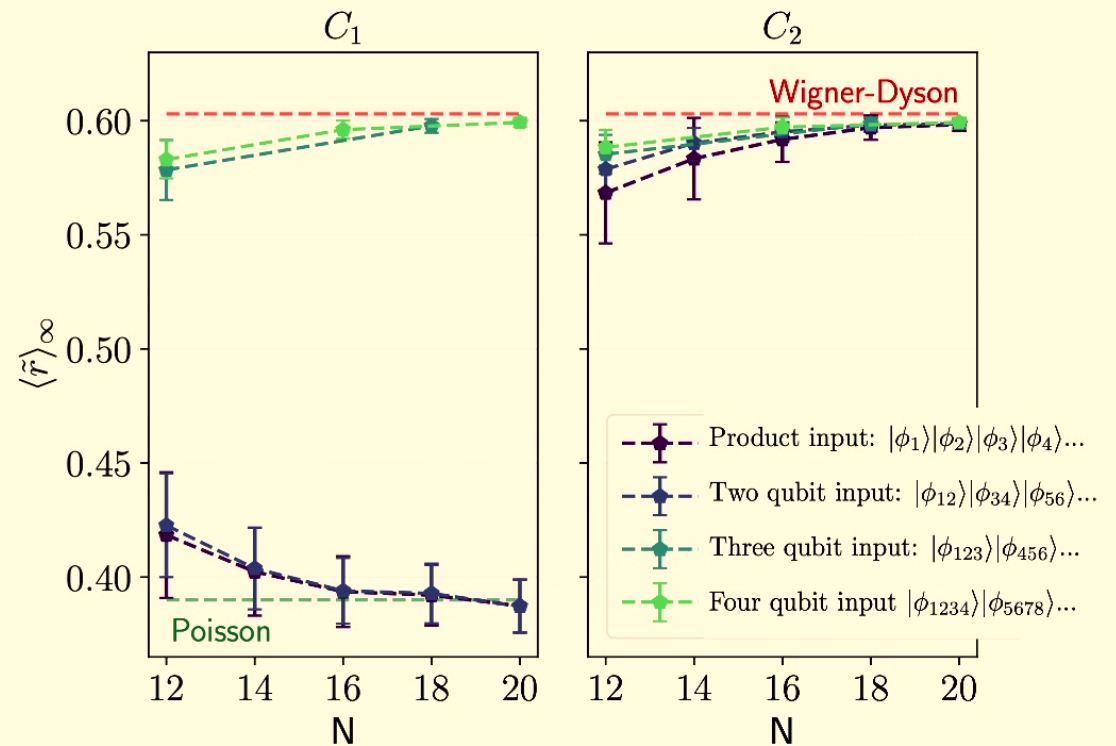 C₁
C₂
0.60
0.55
0.50
0.45
0.40
⟨r̃⟩∞
Wigner-Dyson
Poisson
Product input: |ϕ₁⟩|ϕ₂⟩|ϕ₃⟩|ϕ₄⟩...
Two qubit input: |ϕ₁₂⟩|ϕ₃₄⟩|ϕ₅₆⟩...
Three qubit input: |ϕ₁₂₃⟩|ϕ₄₅₆⟩...
Four qubit input |ϕ₁₂₃₄⟩|ϕ₅₆₇₈⟩...
12 14 16 18 20
12 14 16 18 20
N
N